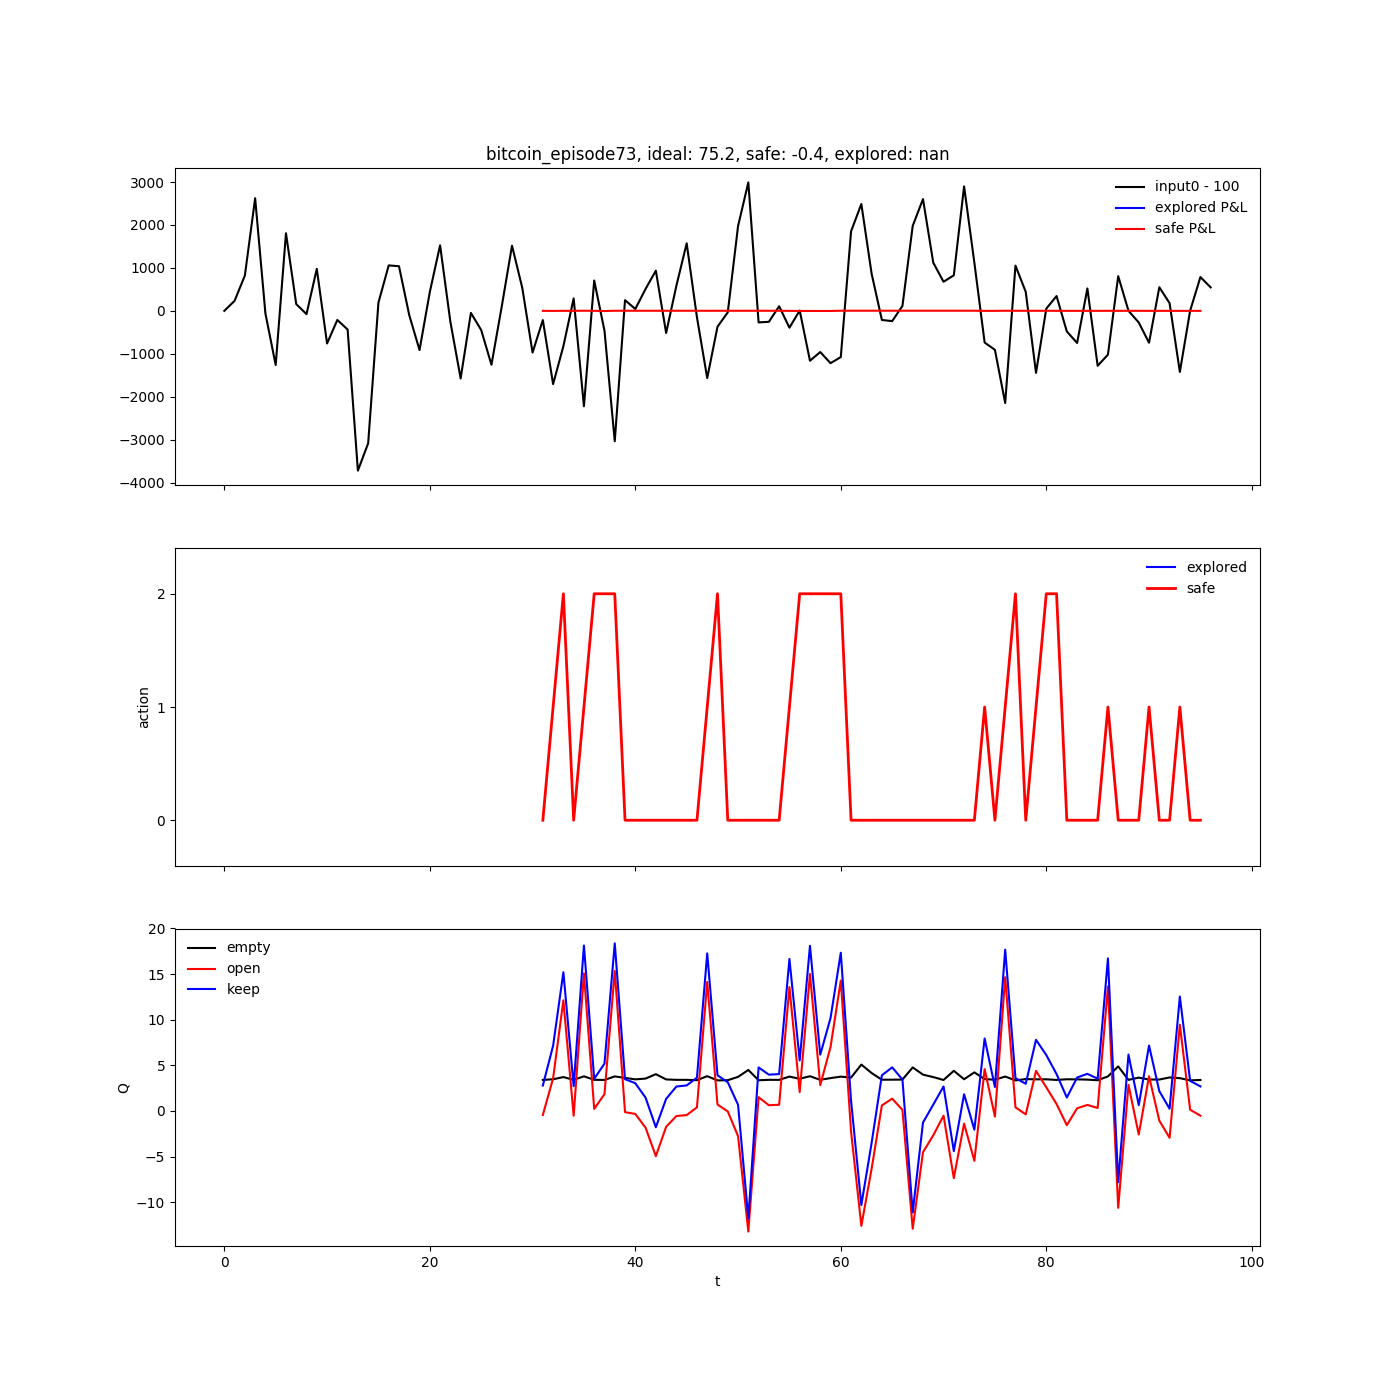 bitcoin_episode73, ideal: 75.2, safe: -0.4, explored: nan
3000
2000
1000
0
−1000
−2000
−3000
−4000
input0 - 100
explored P&L
safe P&L
2
1
0
action
explored
safe
20
15
10
5
0
−5
−10
Q
empty
open
keep
0 20 40 60 80 100
t